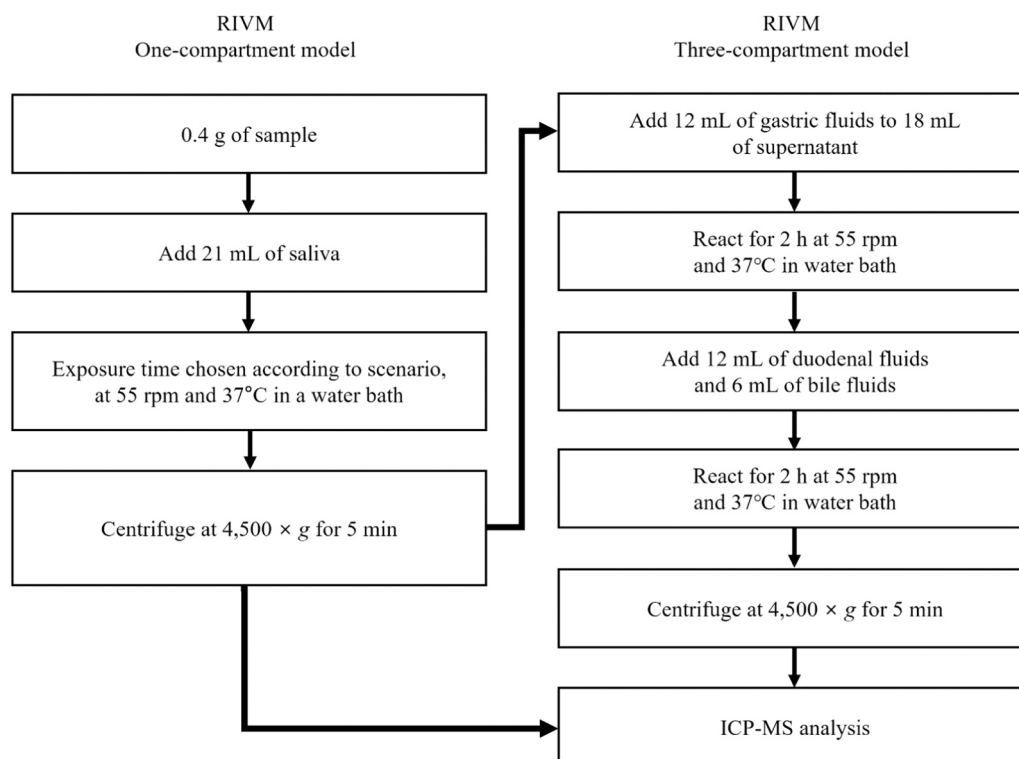 RIVM
One-compartment model
0.4 g of sample
Add 21 mL of saliva
Exposure time chosen according to scenario,
at 55 rpm and 37°C in a water bath
Centrifuge at 4,500 × g for 5 min
RIVM
Three-compartment model
Add 12 mL of gastric fluids to 18 mL
of supernatant
React for 2 h at 55 rpm
and 37℃ in water bath
Add 12 mL of duodenal fluids
and 6 mL of bile fluids
React for 2 h at 55 rpm
and 37℃ in water bath
Centrifuge at 4,500 × g for 5 min
ICP-MS analysis